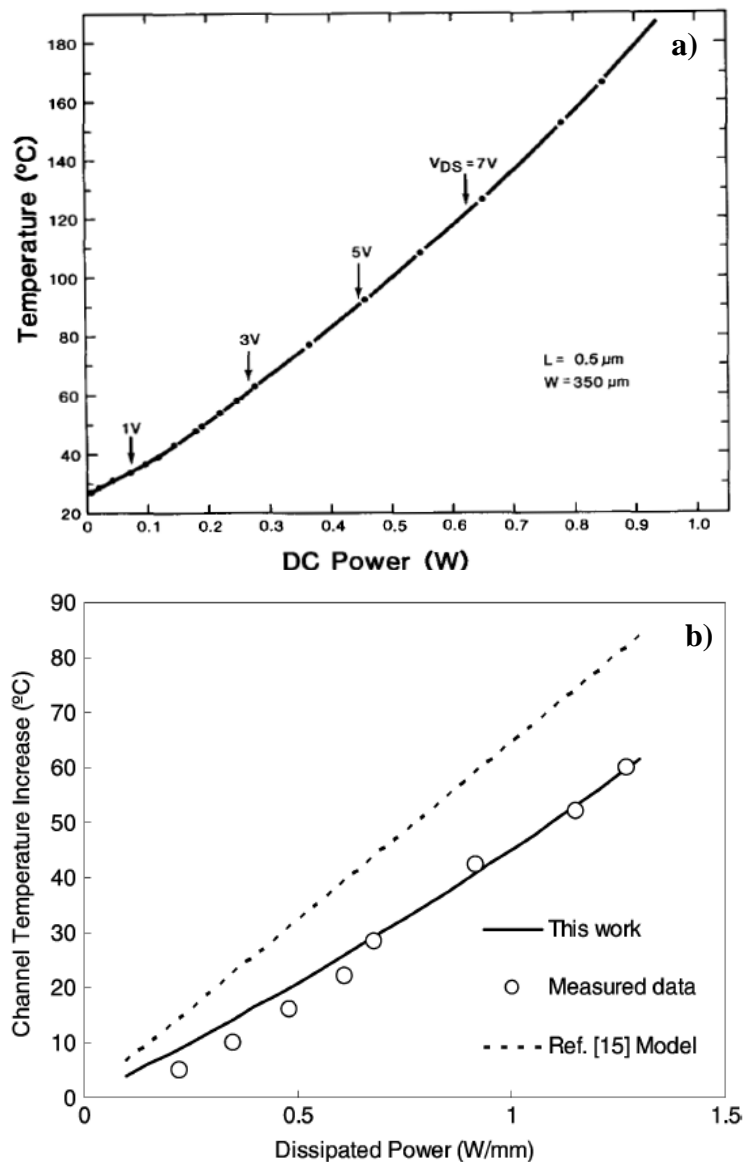 a)
180
160
140
120
100
80
60
40
20
Temperature (ºC)
V_DS = 7V
5V
3V
1V
L = 0.5 µm
W = 350 µm
0 0.1 0.2 0.3 0.4 0.5 0.6 0.7 0.8 0.9 1.0
DC Power (W)
b)
90
80
70
60
50
40
30
20
10
0
Channel Temperature Increase (ºC)
This work
Measured data
Ref. [15] Model
0 0.5 1 1.5
Dissipated Power (W/mm)